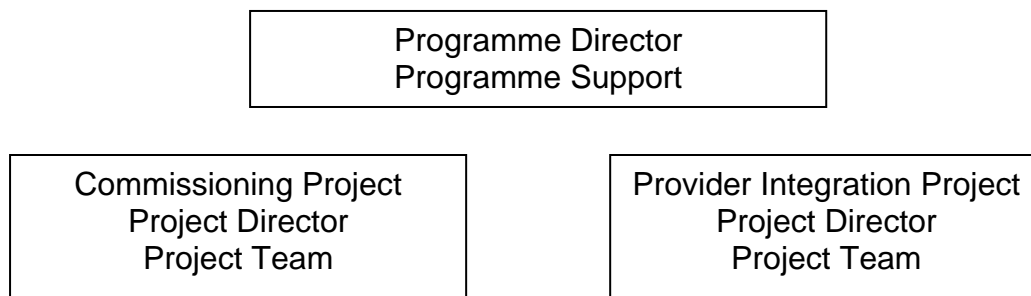 Programme Director
Programme Support
Commissioning Project
Project Director
Project Team
Provider Integration Project
Project Director
Project Team